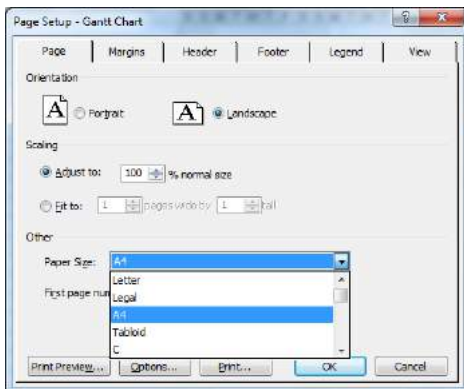 Page Setup - Gantt Chart
Page Margins Header Footer Legend View
Orientation
A Portrait A Landscape
Scaling
Adjust to: 100 % normal size
Fit to: 1 pages wide by 1 tall
Other
Paper Size: A4
Letter
First page num Legal
A4
Tabloid
C
Print Preview... Options... Print... OK Cancel